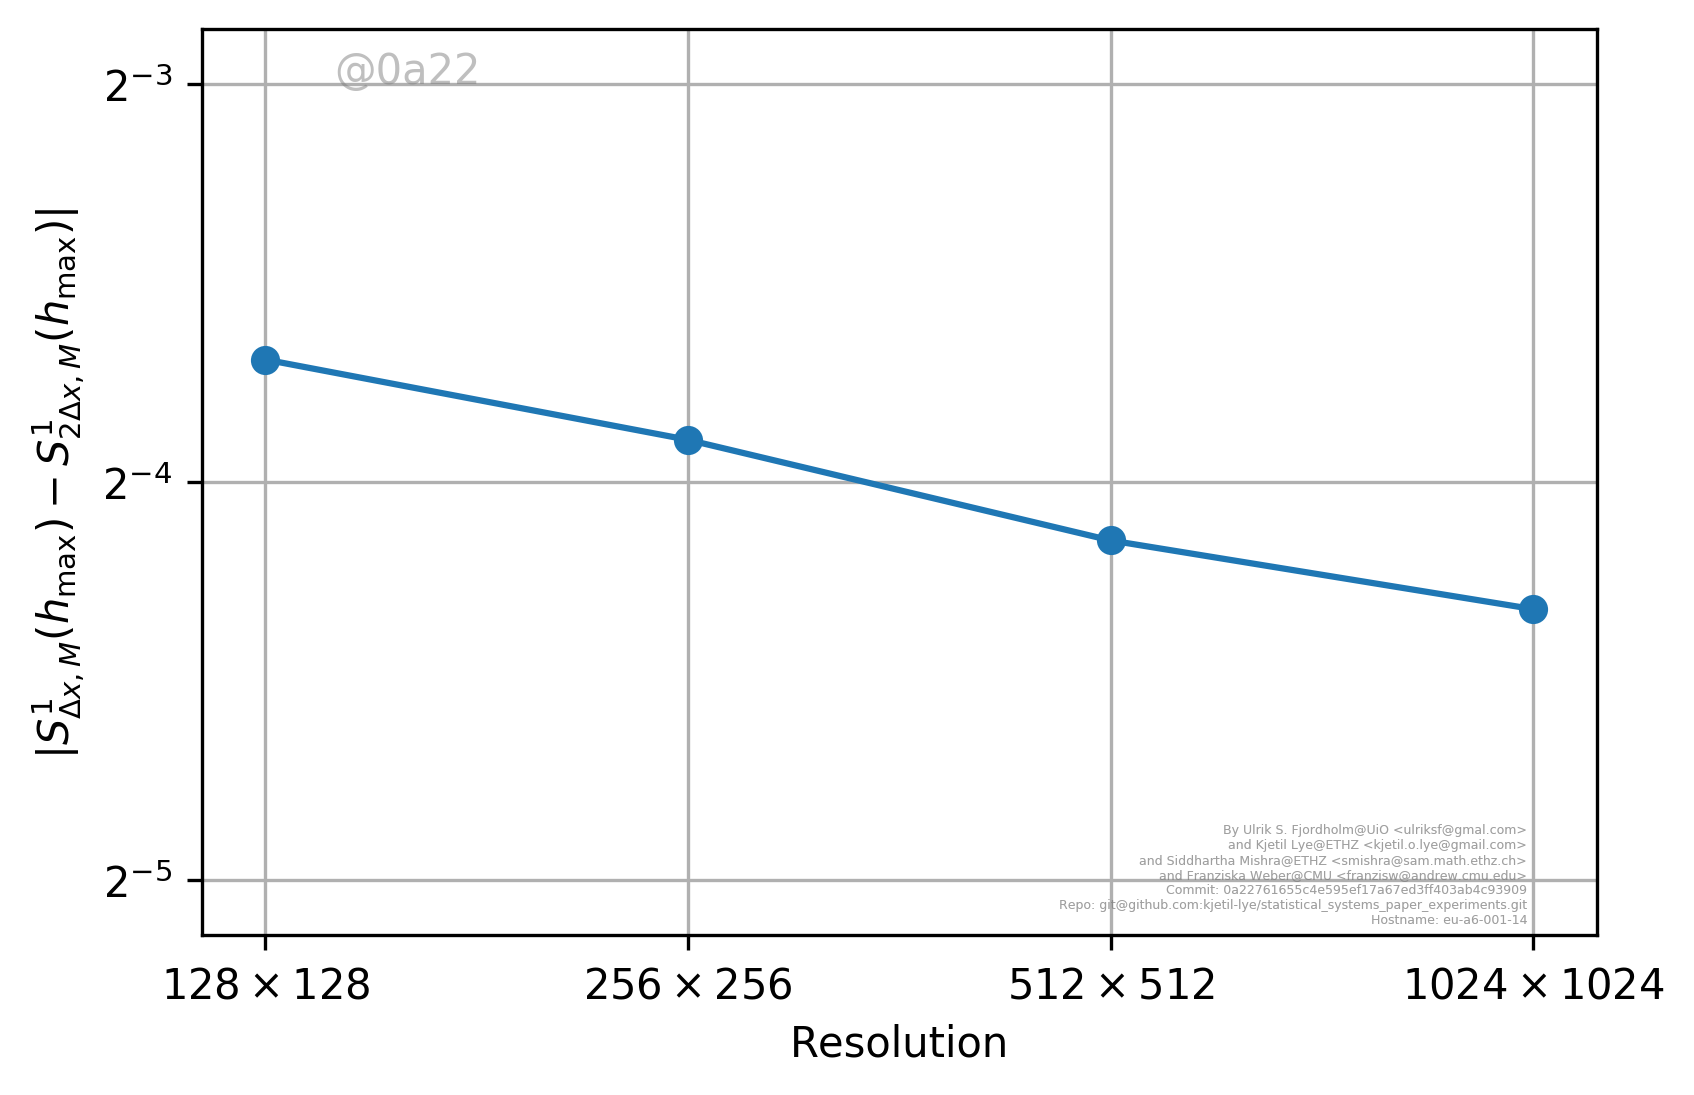 @0a22
2⁻³
2⁻⁴
2⁻⁵
|S¹_{Δx,M}(h_max) − S¹_{2Δx,M}(h_max)|
By Ulrik S. Fjordholm@UiO <ulriksf@gmal.com>
and Kjetil Lye@ETHZ <kjetil.o.lye@gmail.com>
and Siddhartha Mishra@ETHZ <smishra@sam.math.ethz.ch>
and Franziska Weber@CMU <franzisw@andrew.cmu.edu>
Commit: 0a22761655c4e595ef17a67ed3ff403ab4c93909
Repo: git@github.com:kjetil-lye/statistical_systems_paper_experiments.git
Hostname: eu-a6-001-14
128 × 128 256 × 256 512 × 512 1024 × 1024
Resolution